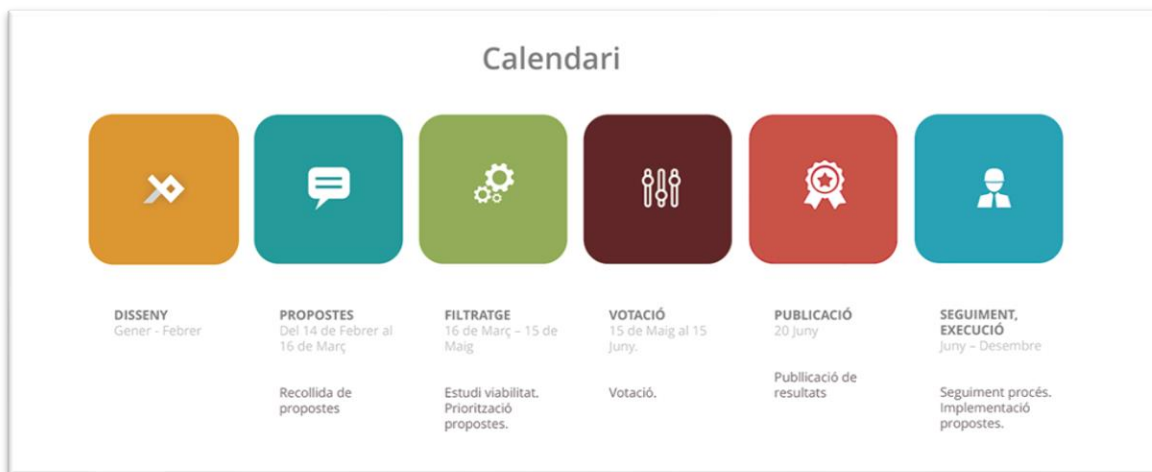 Calendari
DISSENY
Gener - Febrer
PROPOSTES
Del 14 de Febrer al
16 de Març
Recollida de
propostes
FILTRATGE
16 de Març – 15 de
Maig
Estudi viabilitat.
Priorització
propostes.
VOTACIÓ
15 de Maig al 15
Juny.
Votació.
PUBLICACIÓ
20 Juny
Publlicació de
resultats
SEGUIMENT,
EXECUCIÓ
Juny – Desembre
Seguiment procés.
Implementació
propostes.